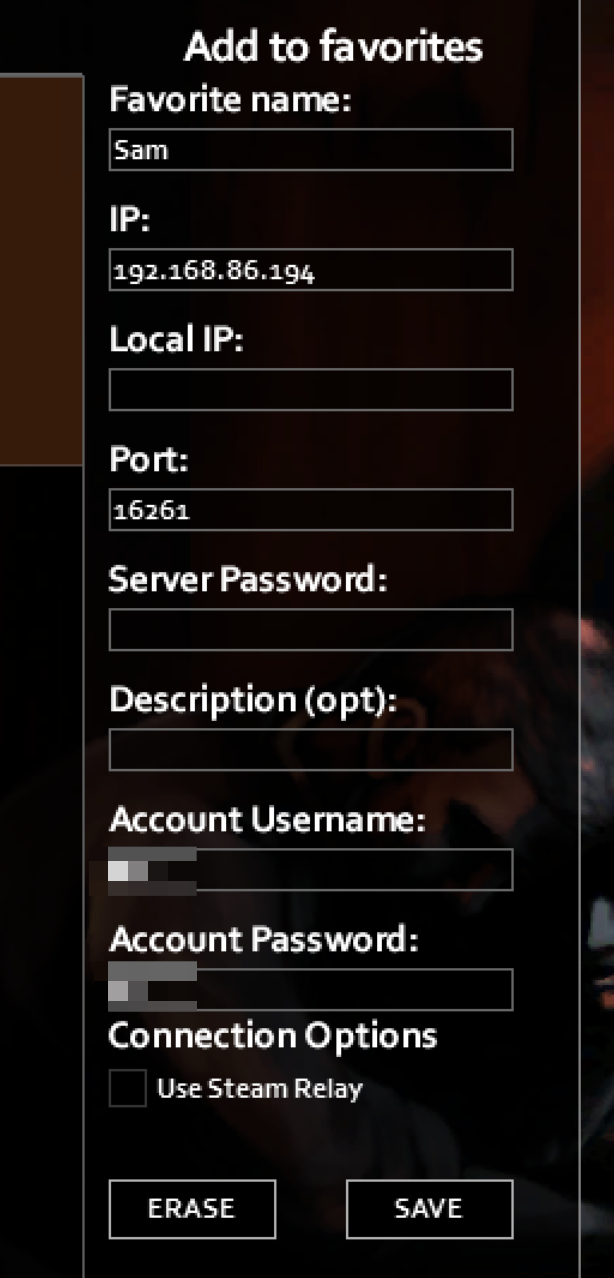 Add to favorites
Favorite name:
Sam
IP:
192.168.86.194
Local IP:
Port:
16261
Server Password:
Description (opt):
Account Username:
Account Password:
Connection Options
Use Steam Relay
ERASE SAVE